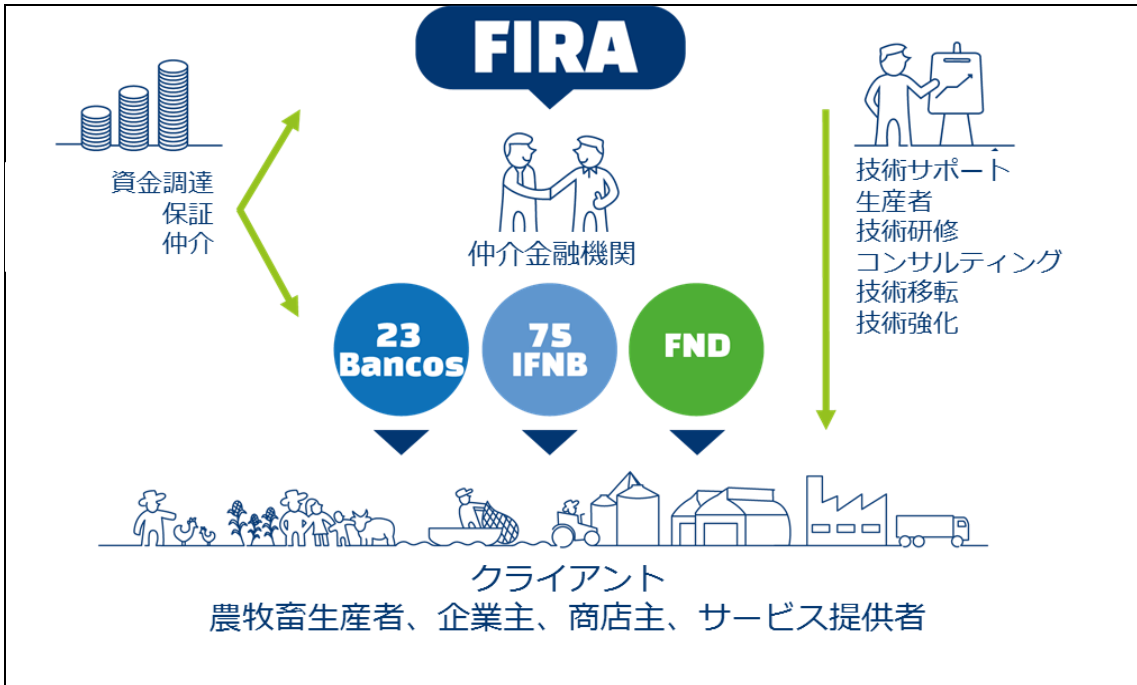 FIRA
資金調達
保証
仲介
仲介金融機関
技術サポート
生産者
技術研修
コンサルティング
技術移転
技術強化
23
Bancos
75
IFNB
FND
クライアント
農牧畜生産者、企業主、商店主、サービス提供者